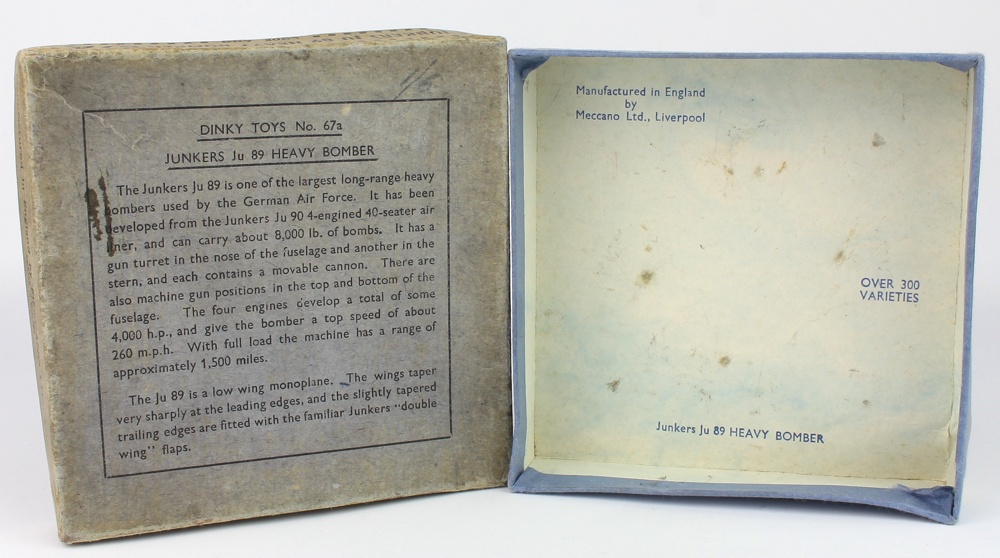 DINKY TOYS No. 67a
JUNKERS Ju 89 HEAVY BOMBER
The Junkers Ju 89 is one of the largest long-range heavy
bombers used by the German Air Force. It has been
developed from the Junkers Ju 90 4-engined 40-seater air
liner, and can carry about 8,000 lb. of bombs. It has a
gun turret in the nose of the fuselage and another in the
stern, and each contains a movable cannon. There are
also machine gun positions in the top and bottom of the
fuselage. The four engines develop a total of some
4,000 h.p., and give the bomber a top speed of about
260 m.p.h. With full load the machine has a range of
approximately 1,500 miles.
The Ju 89 is a low wing monoplane. The wings taper
very sharply at the leading edges, and the slightly tapered
trailing edges are fitted with the familiar Junkers "double
wing" flaps.
Manufactured in England
by
Meccano Ltd., Liverpool
OVER 300
VARIETIES
Junkers Ju 89 HEAVY BOMBER